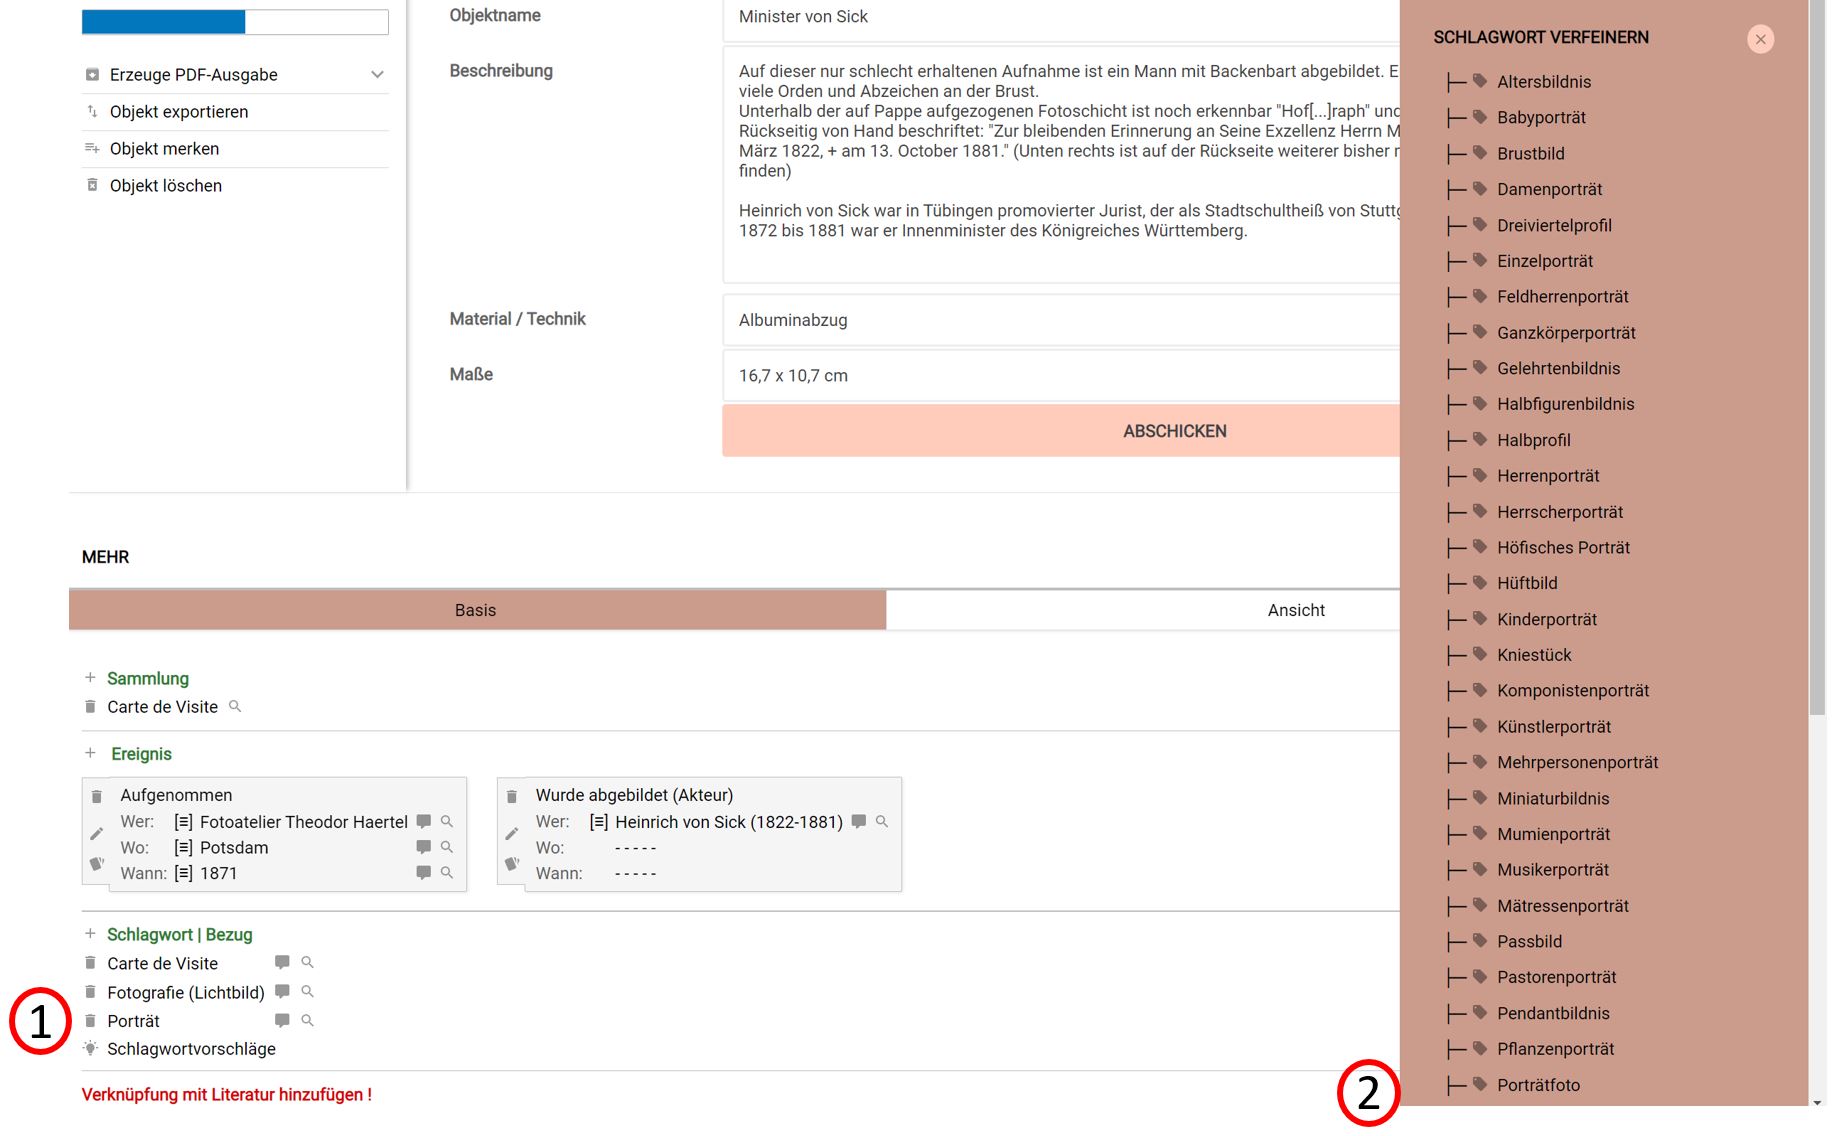 Erzeuge PDF-Ausgabe
Objekt exportieren
Objekt merken
Objekt löschen
Objektname
Minister von Sick
Beschreibung
Auf dieser nur schlecht erhaltenen Aufnahme ist ein Mann mit Backenbart abgebildet. E
viele Orden und Abzeichen an der Brust.
Unterhalb der auf Pappe aufgezogenen Fotoschicht ist noch erkennbar "Hof[...]raph" und
Rückseitig von Hand beschriftet: "Zur bleibenden Erinnerung an Seine Exzellenz Herrn M
März 1822, + am 13. October 1881." (Unten rechts ist auf der Rückseite weiterer bisher
finden)
Heinrich von Sick war in Tübingen promovierter Jurist, der als Stadtschultheiß von Stuttg
1872 bis 1881 war er Innenminister des Königreiches Württemberg.
Material / Technik
Albuminabzug
Maße
16,7 x 10,7 cm
ABSCHICKEN
MEHR
Basis
Ansicht
Sammlung
Carte de Visite
Ereignis
Aufgenommen
Wer: Fotoatelier Theodor Haertel
Wo: Potsdam
Wann: 1871
Wurde abgebildet (Akteur)
Wer: Heinrich von Sick (1822-1881)
Wo: - - - - -
Wann: - - - - -
Schlagwort | Bezug
Carte de Visite
Fotografie (Lichtbild)
1
Porträt
Schlagwortvorschläge
Verknüpfung mit Literatur hinzufügen !
SCHLAGWORT VERFEINERN
Altersbildnis
Babyporträt
Brustbild
Damenporträt
Dreiviertelprofil
Einzelporträt
Feldherrenporträt
Ganzkörperporträt
Gelehrtenbildnis
Halbfigurenbildnis
Halbprofil
Herrenporträt
Herrscherporträt
Höfisches Porträt
Hüftbild
Kinderporträt
Kniestück
Komponistenporträt
Künstlerporträt
Mehrpersonenporträt
Miniaturbildnis
Mumienporträt
Musikerporträt
Mätressenporträt
Passbild
Pastorenporträt
Pendantbildnis
Pflanzenporträt
Porträtfoto
2